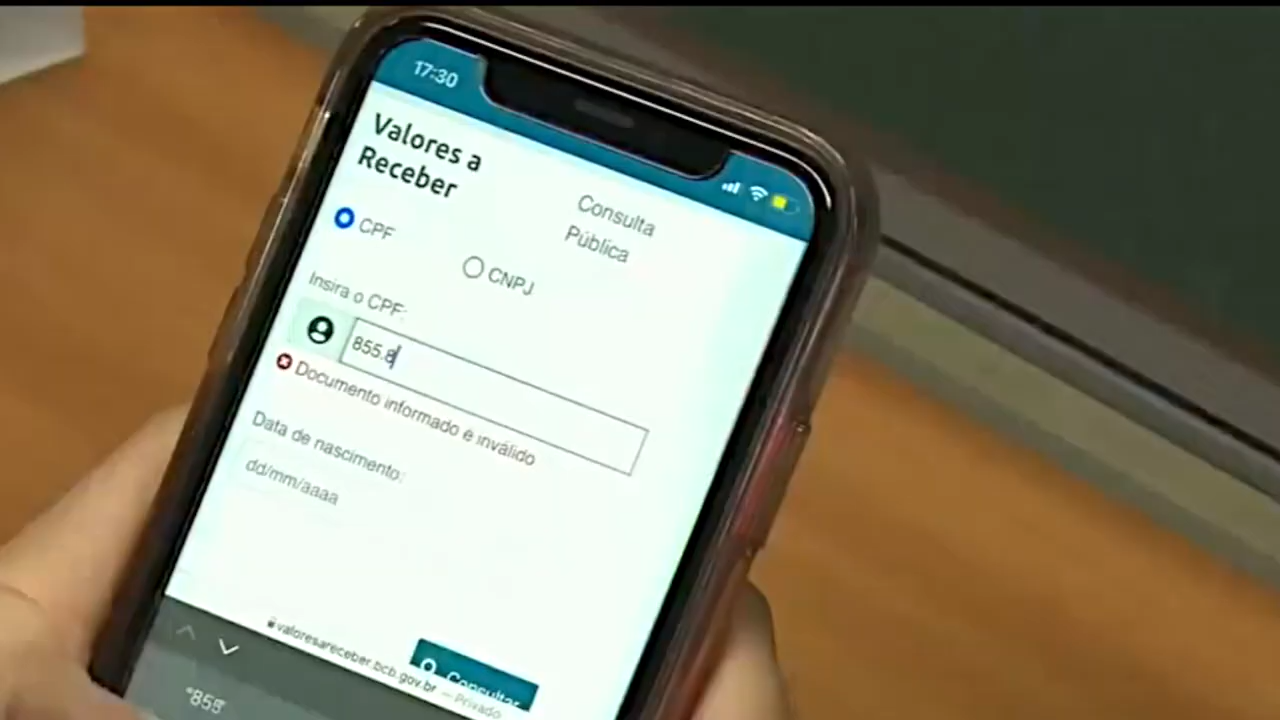 17:30
Valores a
Receber
Consulta
Pública
CPF
CNPJ
Insira o CPF:
855.8
Documento informado é inválido
Data de nascimento:
dd/mm/aaaa
Consultar
valoresareceber.bcb.gov.br — Privado
"855"